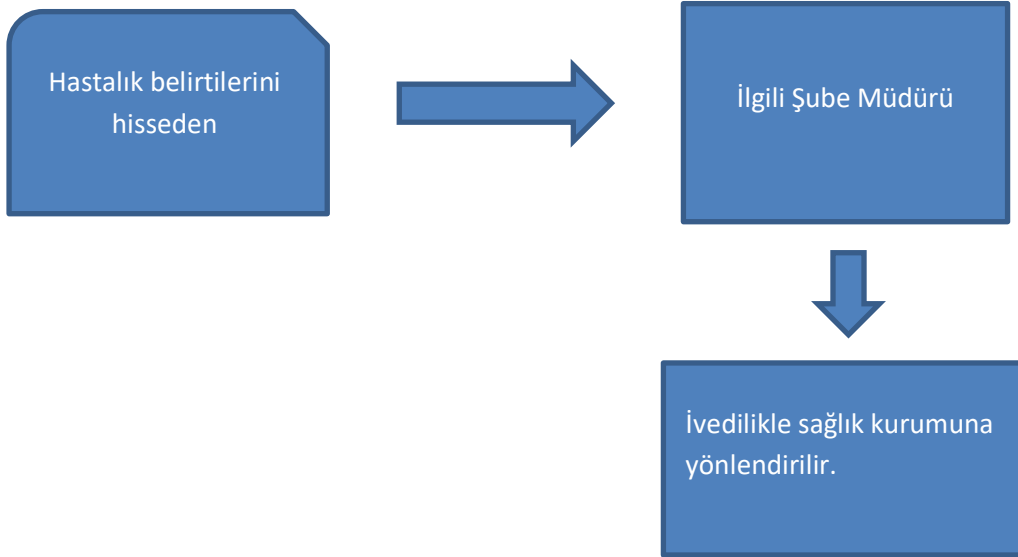 Hastalık belirtilerini
hisseden
İlgili Şube Müdürü
İvedilikle sağlık kurumuna
yönlendirilir.